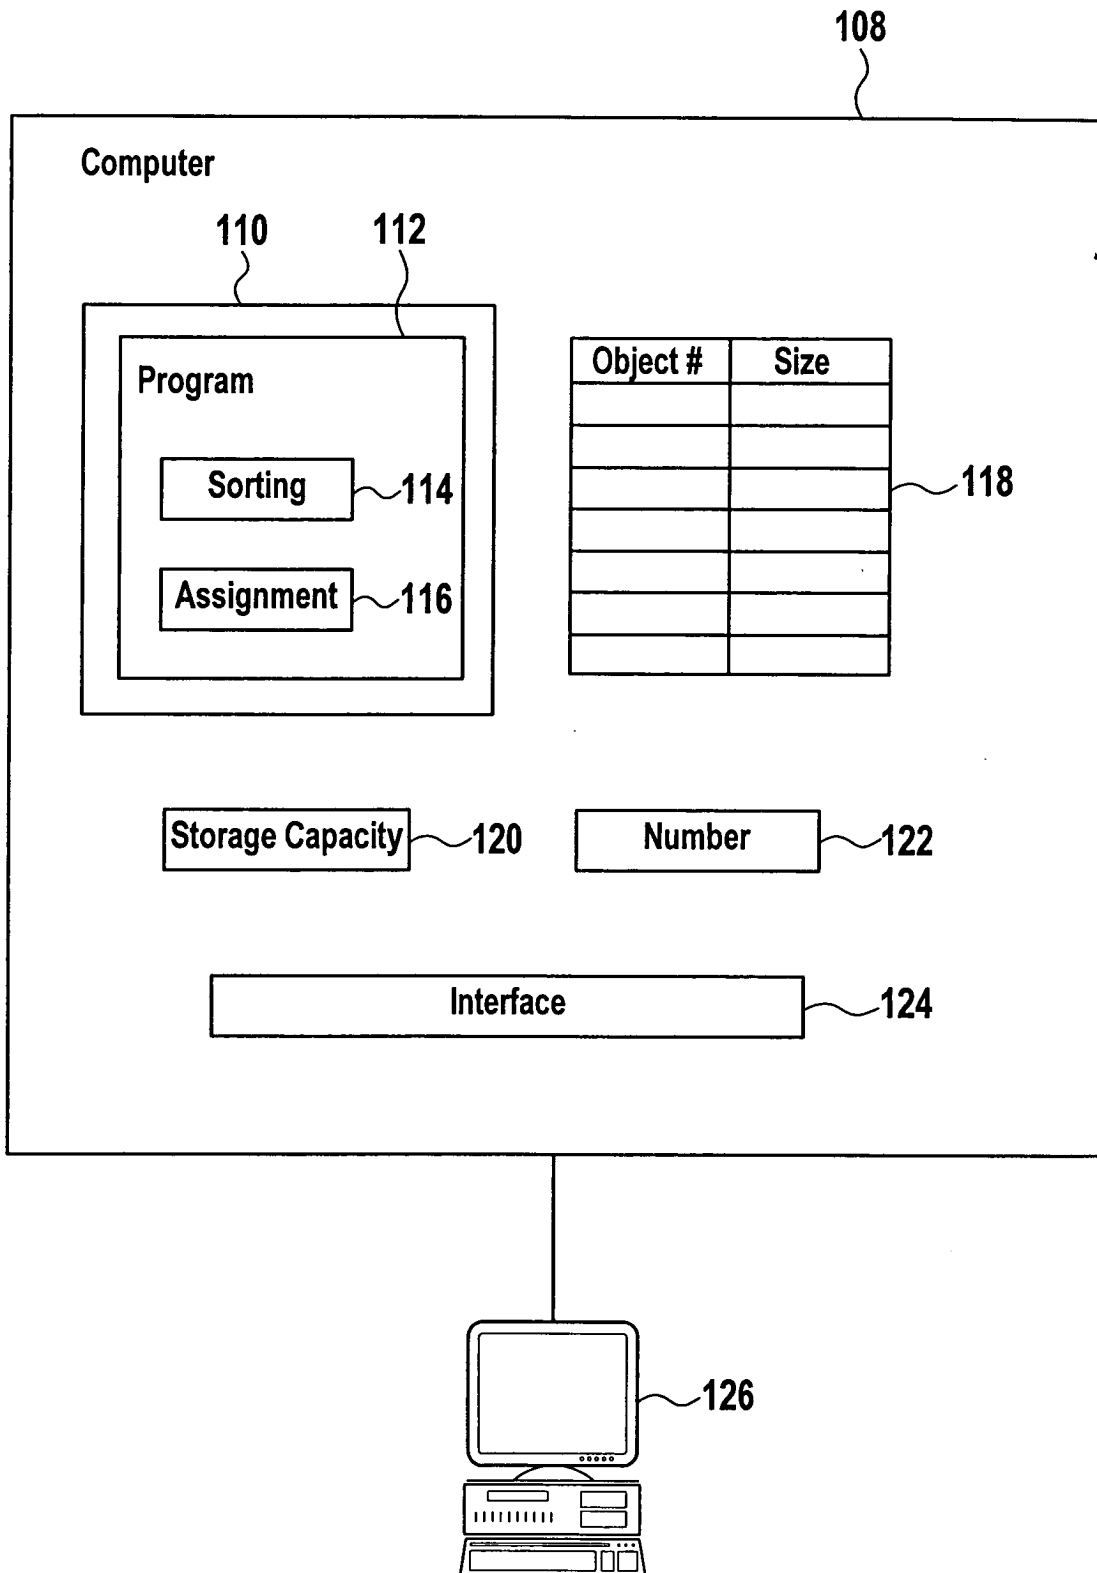 108
Computer
110
112
Program
Object #
Size
Sorting
114
118
Assignment
116
Storage Capacity
120
Number
122
Interface
124
126